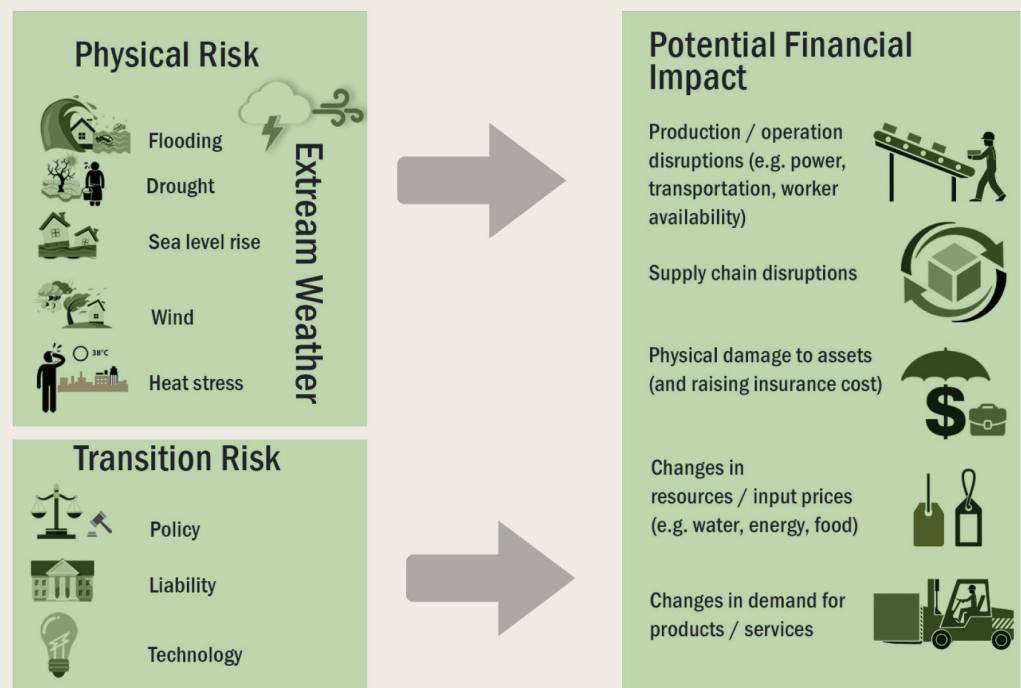 Physical Risk
Flooding
Drought
Sea level rise
Wind
38°C
Heat stress
Extream Weather
Transition Risk
Policy
Liability
Technology
Potential Financial
Impact
Production / operation
disruptions (e.g. power,
transportation, worker
availability)
Supply chain disruptions
Physical damage to assets
(and raising insurance cost)
$
Changes in
resources / input prices
(e.g. water, energy, food)
Changes in demand for
products / services